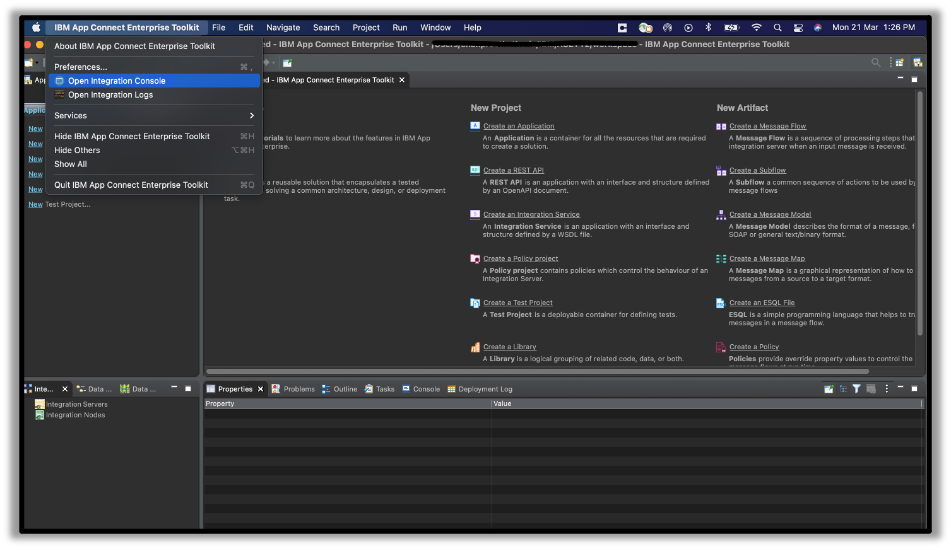 IBM App Connect Enterprise Toolkit File Edit Navigate Search Project Run Window Help Mon 21 Mar 1:26 PM
ed - IBM App Connect Enterprise Toolkit - - IBM App Connect Enterprise Toolkit
About IBM App Connect Enterprise Toolkit
Preferences... ⌘ ,
Open Integration Console
Open Integration Logs
Services
Hide IBM App Connect Enterprise Toolkit ⌘H
Hide Others ⌥⌘H
Show All
Quit IBM App Connect Enterprise Toolkit ⌘Q
App
ed - IBM App Connect Enterprise Toolkit
Applic
New
New
New
New
New
New Test Project...
orials to learn more about the features in IBM App
erprise.
s a reusable solution that encapsulates a tested
solving a common architecture, design, or deployment
task.
New Project
Create an Application
An Application is a container for all the resources that are required
to create a solution.
Create a REST API
A REST API is an application with an interface and structure defined
by an OpenAPI document.
Create an Integration Service
An Integration Service is an application with an interface and
structure defined by a WSDL file.
Create a Policy project
A Policy project contains policies which control the behaviour of an
Integration Server.
Create a Test Project
A Test Project is a deployable container for defining tests.
Create a Library
A Library is a logical grouping of related code, data, or both.
New Artifact
Create a Message Flow
A Message Flow is a sequence of processing steps that
integration server when an input message is received.
Create a Subflow
A Subflow a common sequence of actions to be used by
message flows
Create a Message Model
A Message Model describes the format of a message, f
SOAP or general text/binary format.
Create a Message Map
A Message Map is a graphical representation of how to
messages from a source to a target format.
Create an ESQL File
ESQL is a simple programming language that helps to tra
messages in a message flow.
Create a Policy
Policies provide override property values to control the
Inte... Data ... Data ...
Integration Servers
Integration Nodes
Properties Problems Outline Tasks Console Deployment Log
Property Value